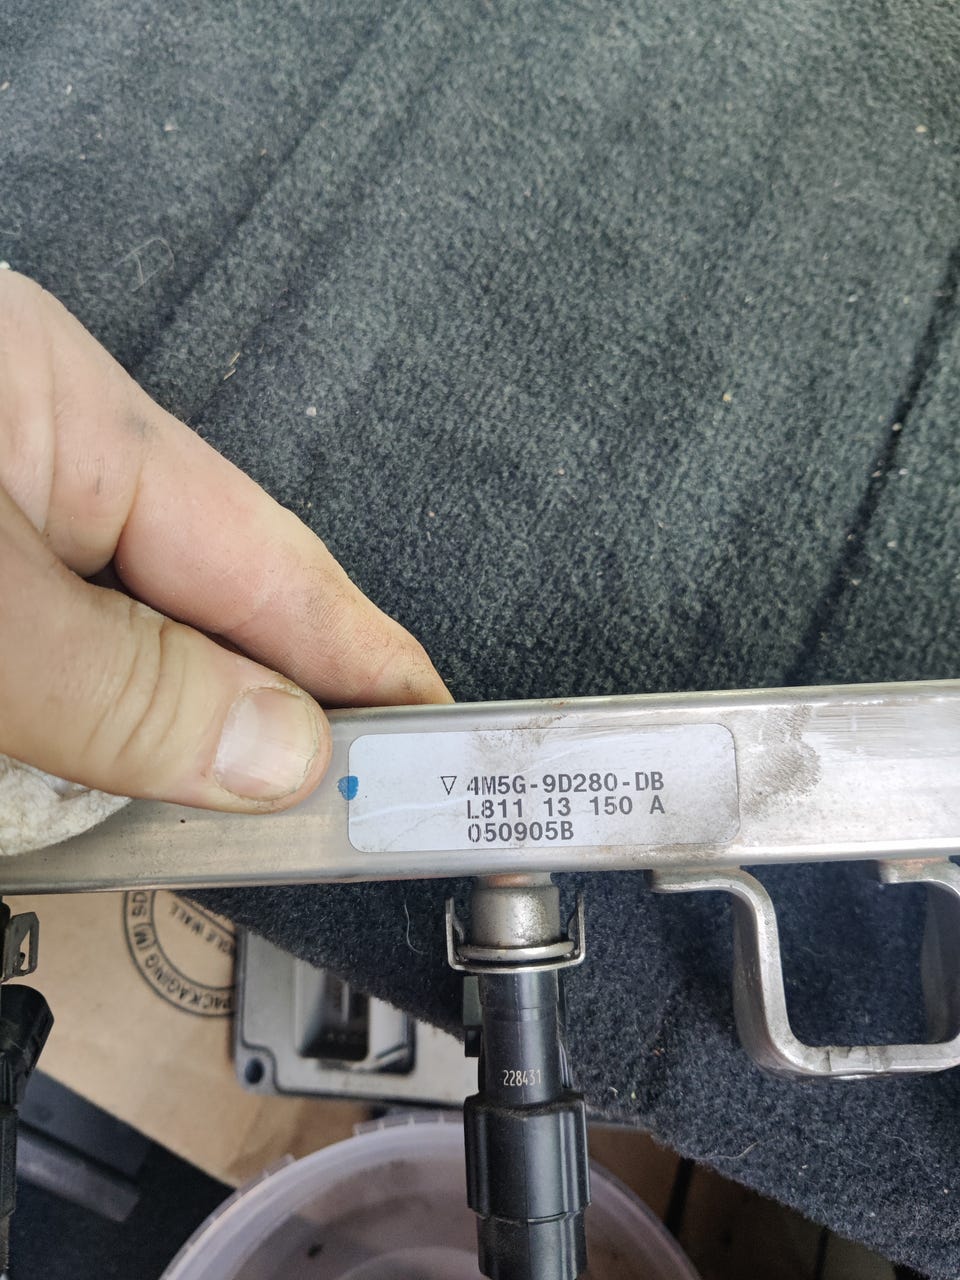 ▽ 4M5G-9D280-DB
L811 13 150 A
050905B
228431